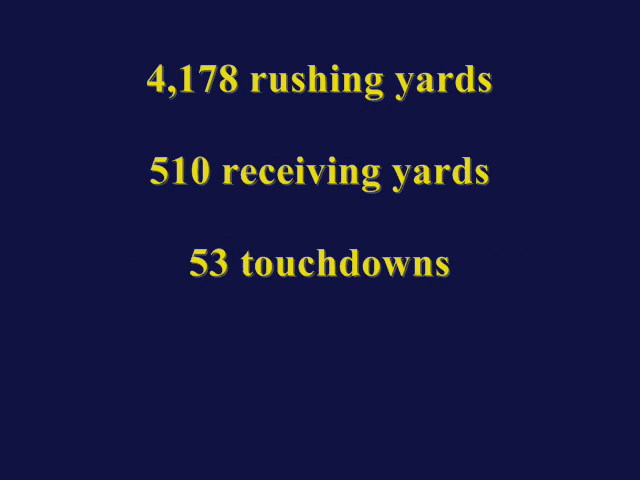 4,178 rushing yards
510 receiving yards
53 touchdowns